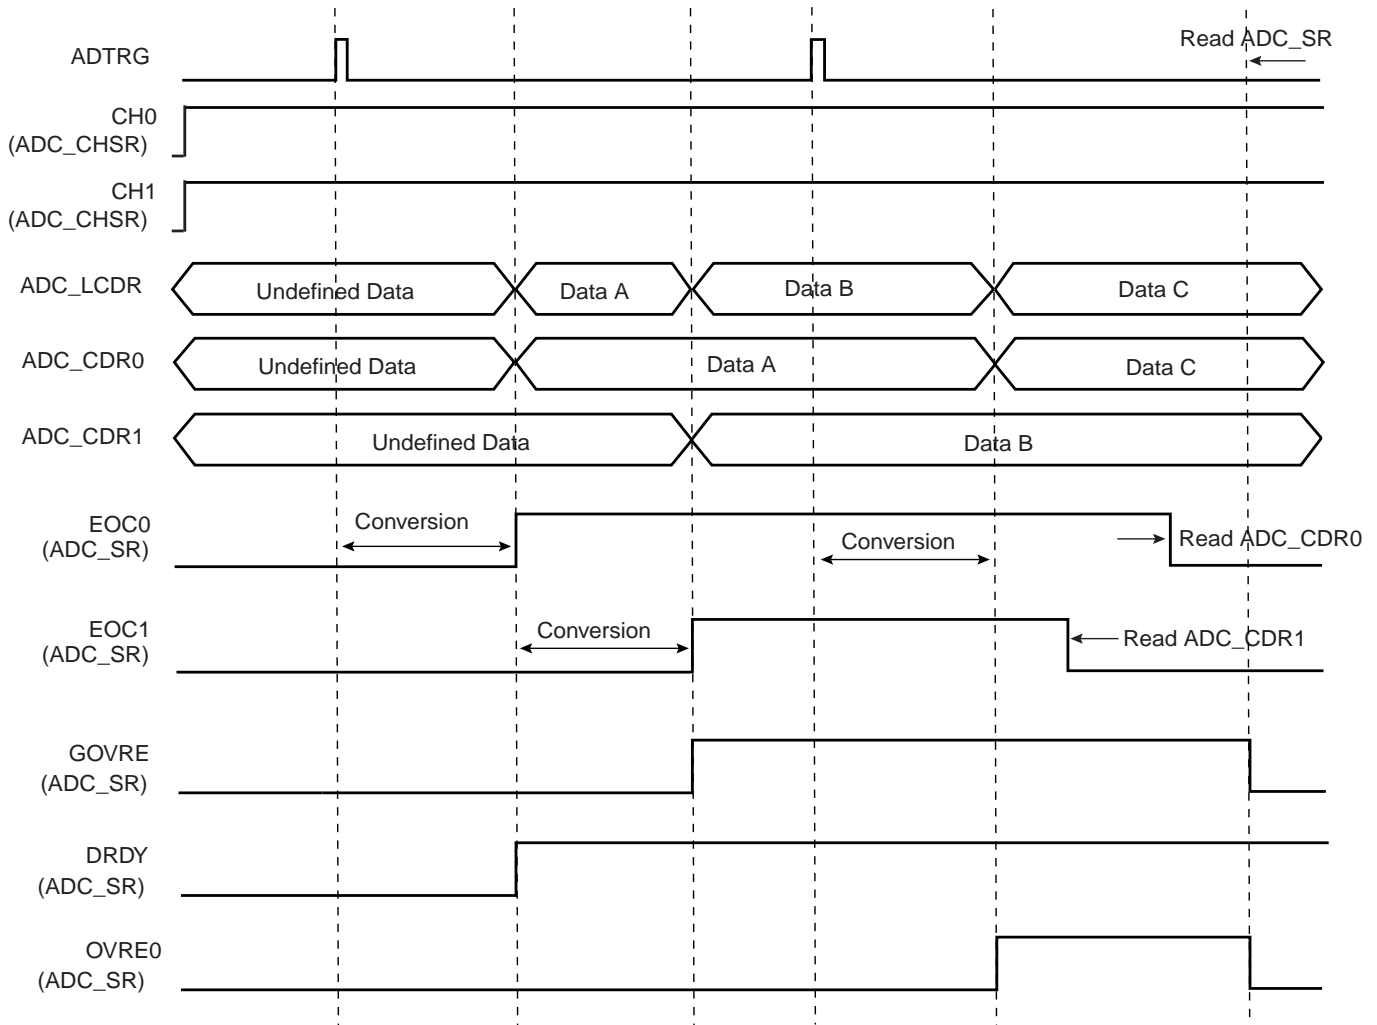 ADTRG
Read ADC_SR
CH0
(ADC_CHSR)
CH1
(ADC_CHSR)
ADC_LCDR
Undefined Data
Data A
Data B
Data C
ADC_CDR0
Undefined Data
Data A
Data C
ADC_CDR1
Undefined Data
Data B
EOC0
(ADC_SR)
Conversion
Conversion
Read ADC_CDR0
EOC1
(ADC_SR)
Conversion
Read ADC_CDR1
GOVRE
(ADC_SR)
DRDY
(ADC_SR)
OVRE0
(ADC_SR)